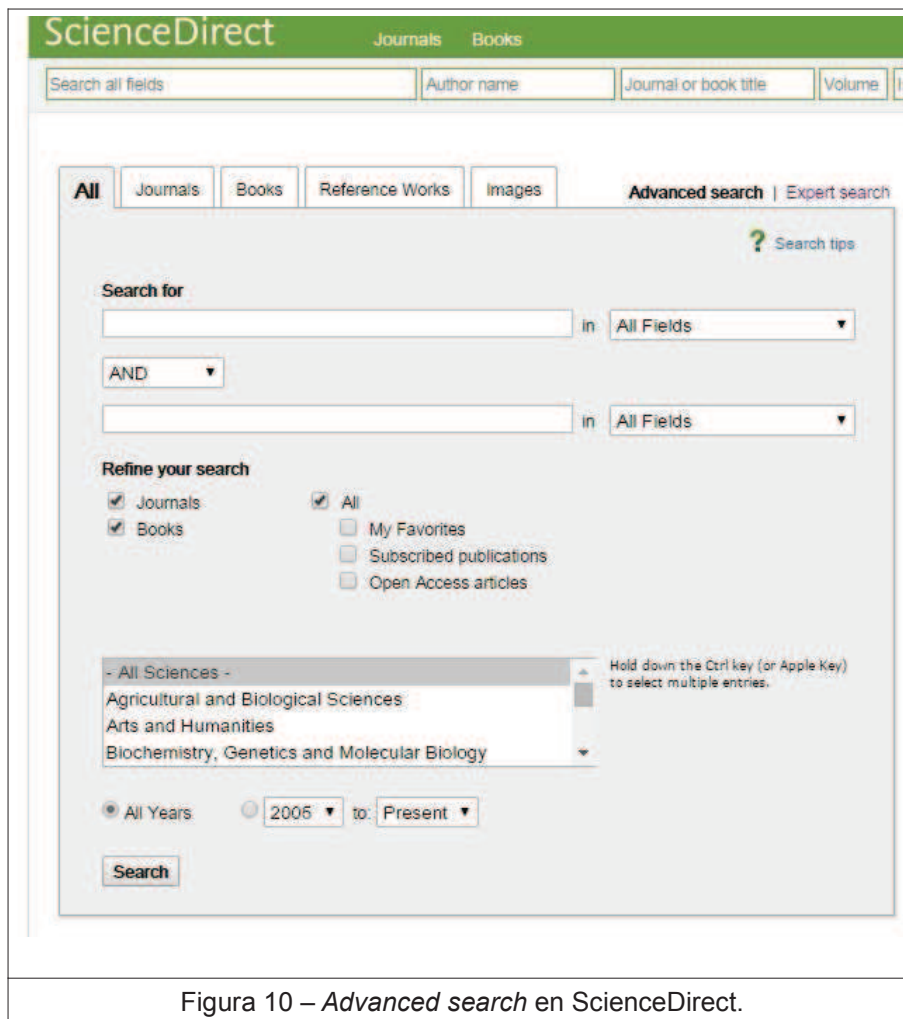 ScienceDirect Journals Books
Search all fields Author name Journal or book title Volume
All Journals Books Reference Works Images Advanced search | Expert search
? Search tips
Search for
in All Fields
AND
in All Fields
Refine your search
Journals All
Books My Favorites
Subscribed publications
Open Access articles
- All Sciences - Hold down the Ctrl key (or Apple Key)
Agricultural and Biological Sciences to select multiple entries.
Arts and Humanities
Biochemistry, Genetics and Molecular Biology
All Years 2005 to: Present
Search
Figura 10 – Advanced search en ScienceDirect.